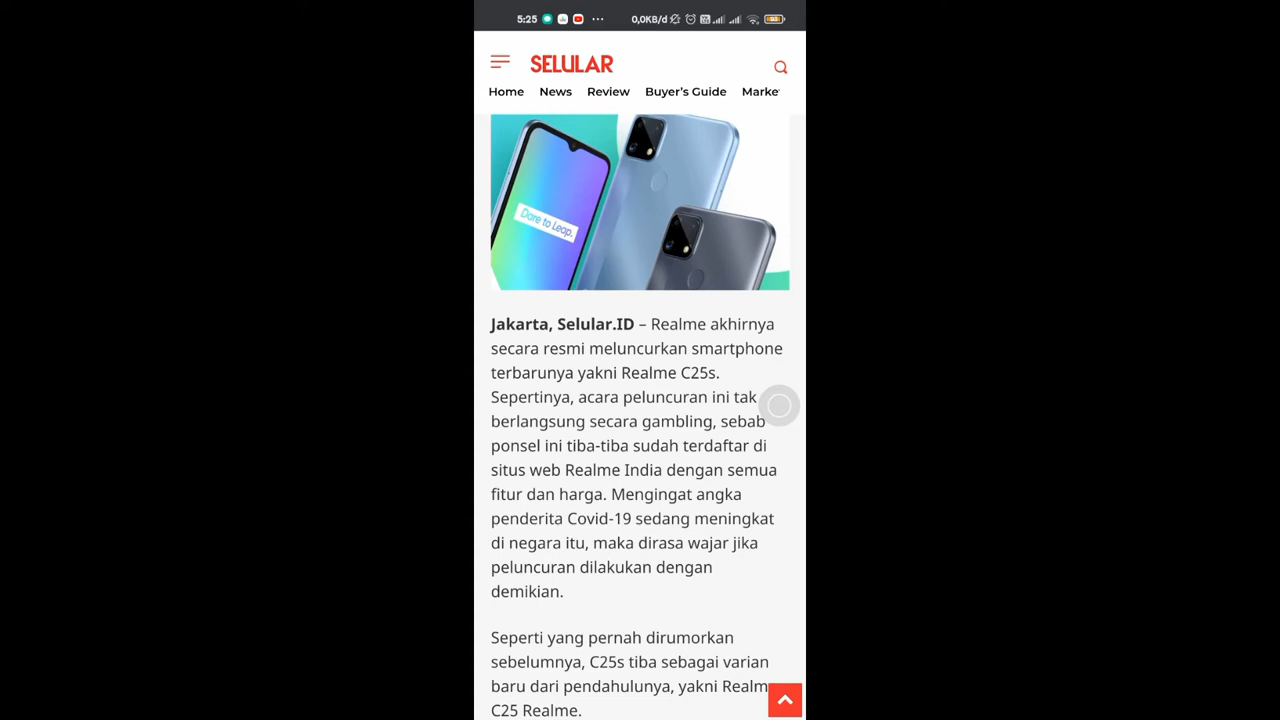 5:25 0,0KB/d 93
SELULAR
Home News Review Buyer's Guide Marke
Dare to Leap.
Jakarta, Selular.ID – Realme akhirnya
secara resmi meluncurkan smartphone
terbarunya yakni Realme C25s.
Sepertinya, acara peluncuran ini tak
berlangsung secara gambling, sebab
ponsel ini tiba-tiba sudah terdaftar di
situs web Realme India dengan semua
fitur dan harga. Mengingat angka
penderita Covid-19 sedang meningkat
di negara itu, maka dirasa wajar jika
peluncuran dilakukan dengan
demikian.
Seperti yang pernah dirumorkan
sebelumnya, C25s tiba sebagai varian
baru dari pendahulunya, yakni Realm
C25 Realme.